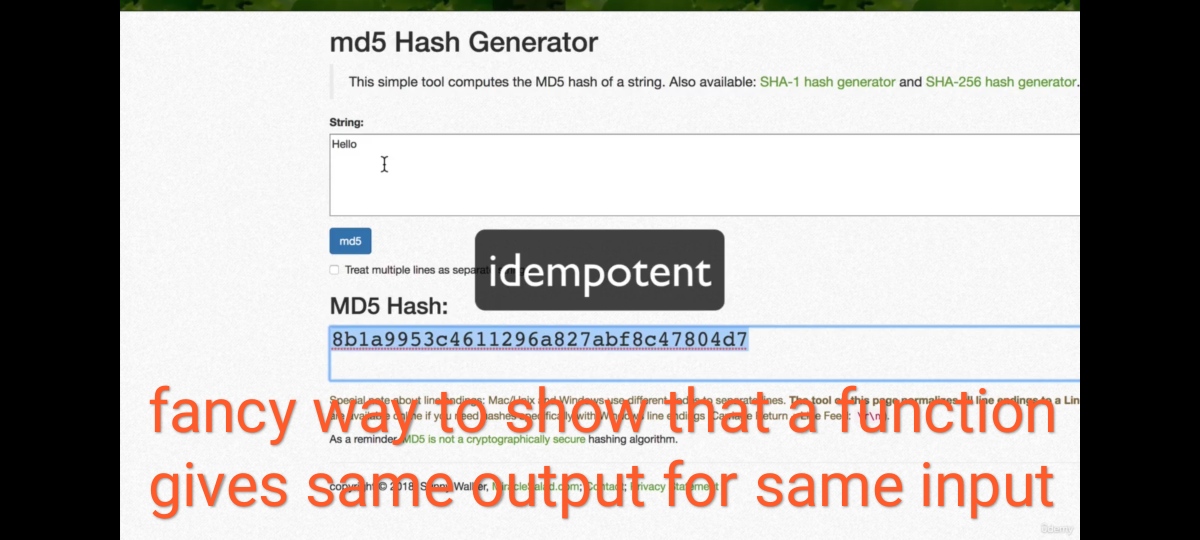 md5 Hash Generator
This simple tool computes the MD5 hash of a string. Also available: SHA-1 hash generator and SHA-256 hash generator.
String:
Hello
md5
Treat multiple lines as separat
idempotent
MD5 Hash:
8b1a9953c4611296a827abf8c47804d7
fancy way to show that a function
gives same output for same input
Special note about line endings: Mac/Unix and Windows use different codes to separate lines. The tool on this page normalizes all line endings to a Lin
are available online if you need hashes specifically with Windows line endings (Carriage Return + Line Feed: \r\n).
As a reminder, MD5 is not a cryptographically secure hashing algorithm.
copyright © 2018 Sunny Walker, MiracleSalad.com; Contact; Privacy Statement
Udemy